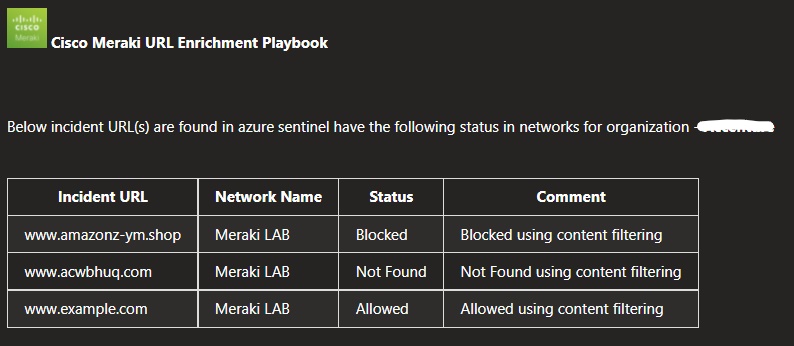 CISCO
Meraki
Cisco Meraki URL Enrichment Playbook
Below incident URL(s) are found in azure sentinel have the following status in networks for organization -
Incident URL Network Name Status Comment
www.amazonz-ym.shop Meraki LAB Blocked Blocked using content filtering
www.acwbhuq.com Meraki LAB Not Found Not Found using content filtering
www.example.com Meraki LAB Allowed Allowed using content filtering